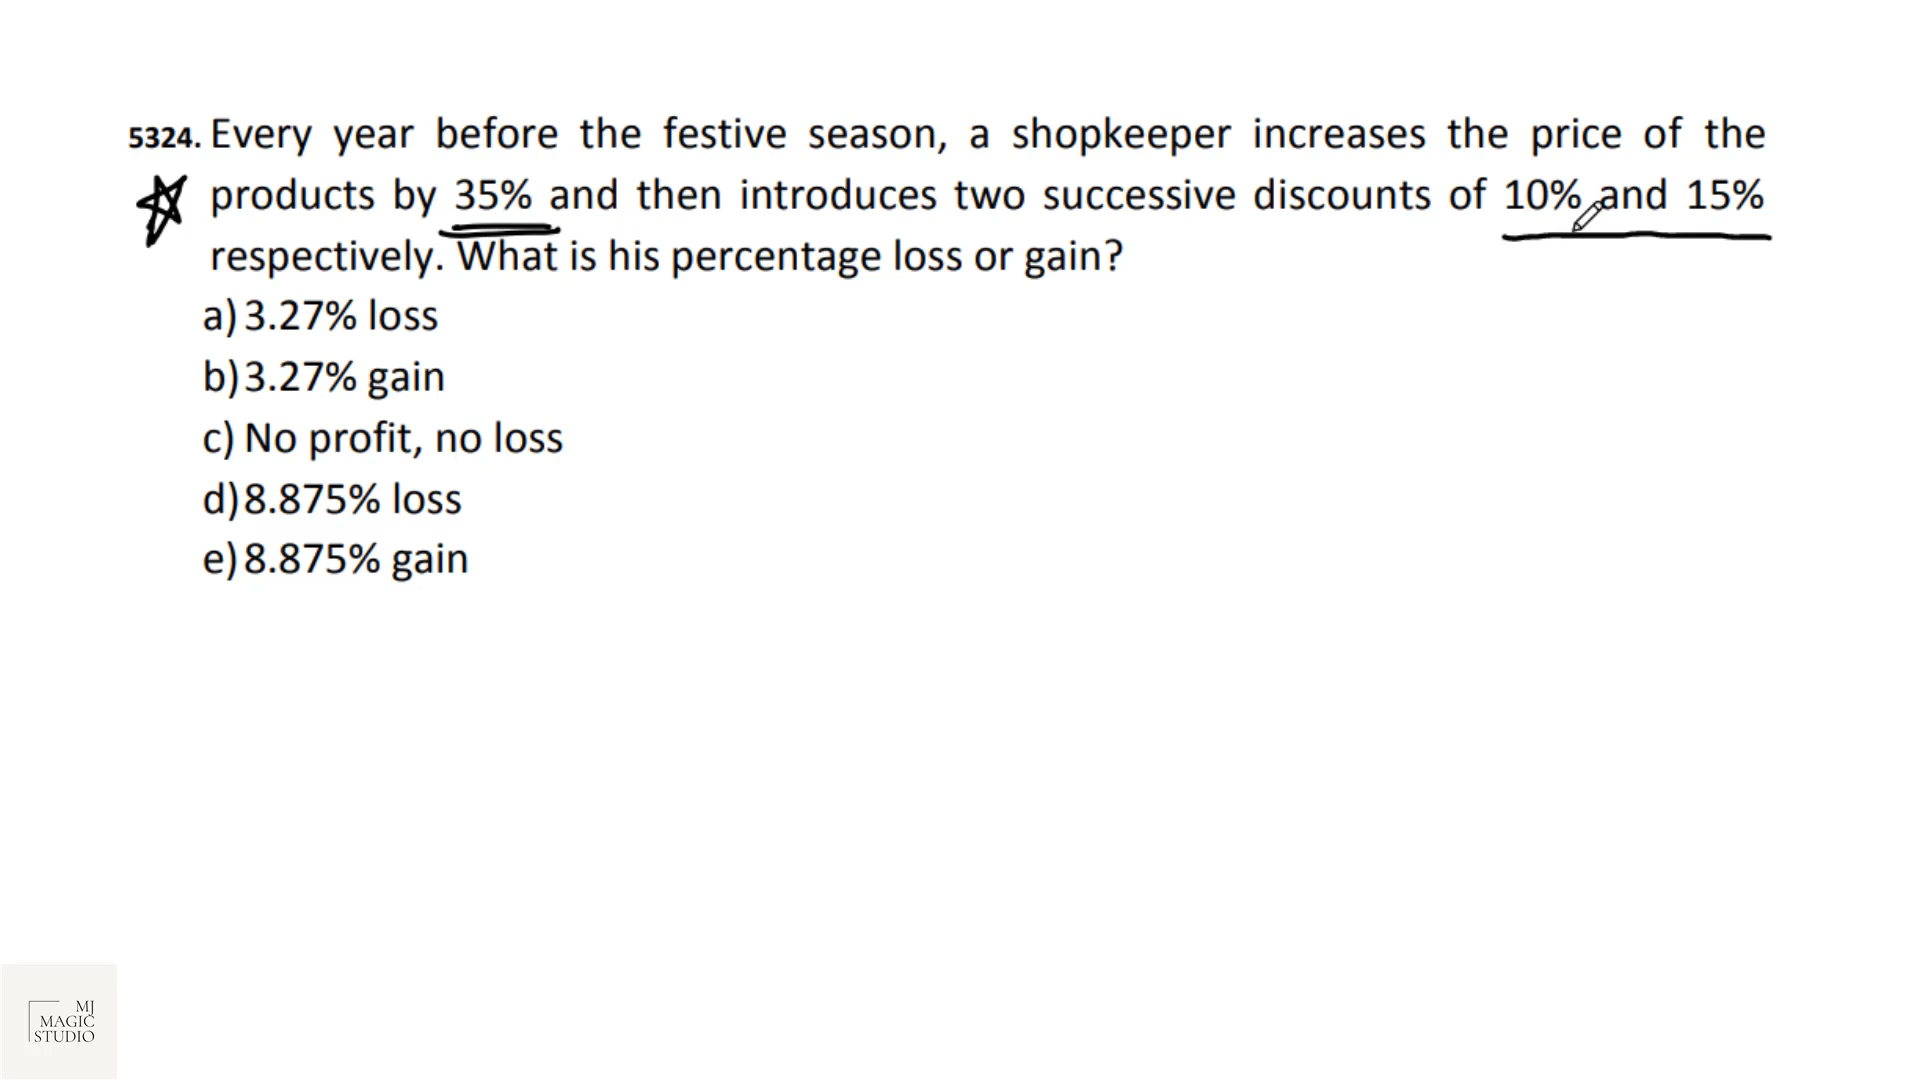 5324. Every year before the festive season, a shopkeeper increases the price of the
products by 35% and then introduces two successive discounts of 10% and 15%
respectively. What is his percentage loss or gain?
a) 3.27% loss
b) 3.27% gain
c) No profit, no loss
d) 8.875% loss
e) 8.875% gain
MJ
MAGIC
STUDIO